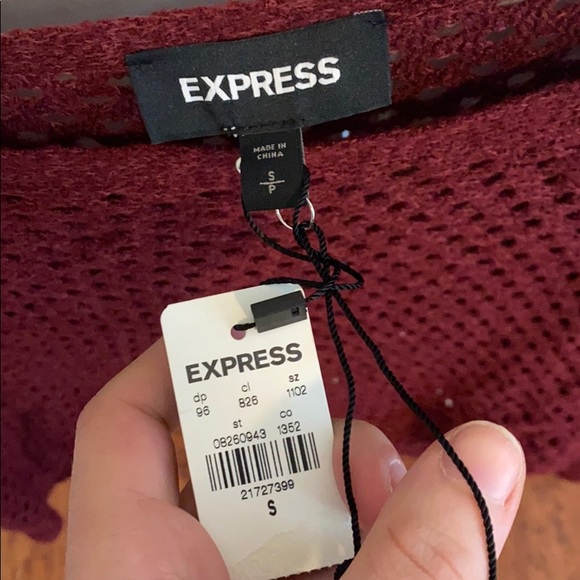 EXPRESS
MADE IN
CHINA
S
P
EXPRESS
dp cl sz
96 B26 1102
st co
08260943 1352
21727399
S